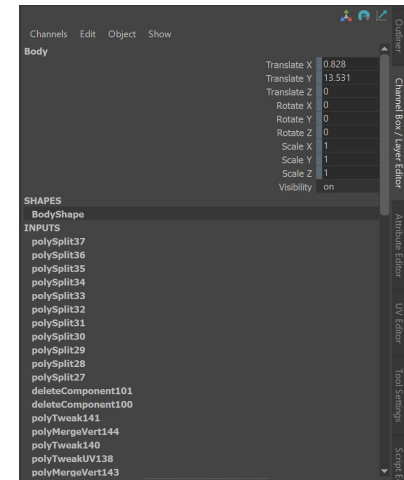 Channels Edit Object Show
Body
Translate X 0.828
Translate Y 13.531
Translate Z 0
Rotate X 0
Rotate Y 0
Rotate Z 0
Scale X 1
Scale Y 1
Scale Z 1
Visibility on
SHAPES
BodyShape
INPUTS
polySplit37
polySplit36
polySplit35
polySplit34
polySplit33
polySplit32
polySplit31
polySplit30
polySplit29
polySplit28
polySplit27
deleteComponent101
deleteComponent100
polyTweak141
polyMergeVert144
polyTweak140
polyTweakUV138
polyMergeVert143
Outliner
Channel Box / Layer Editor
Attribute Editor
UV Editor
Tool Settings
Script E